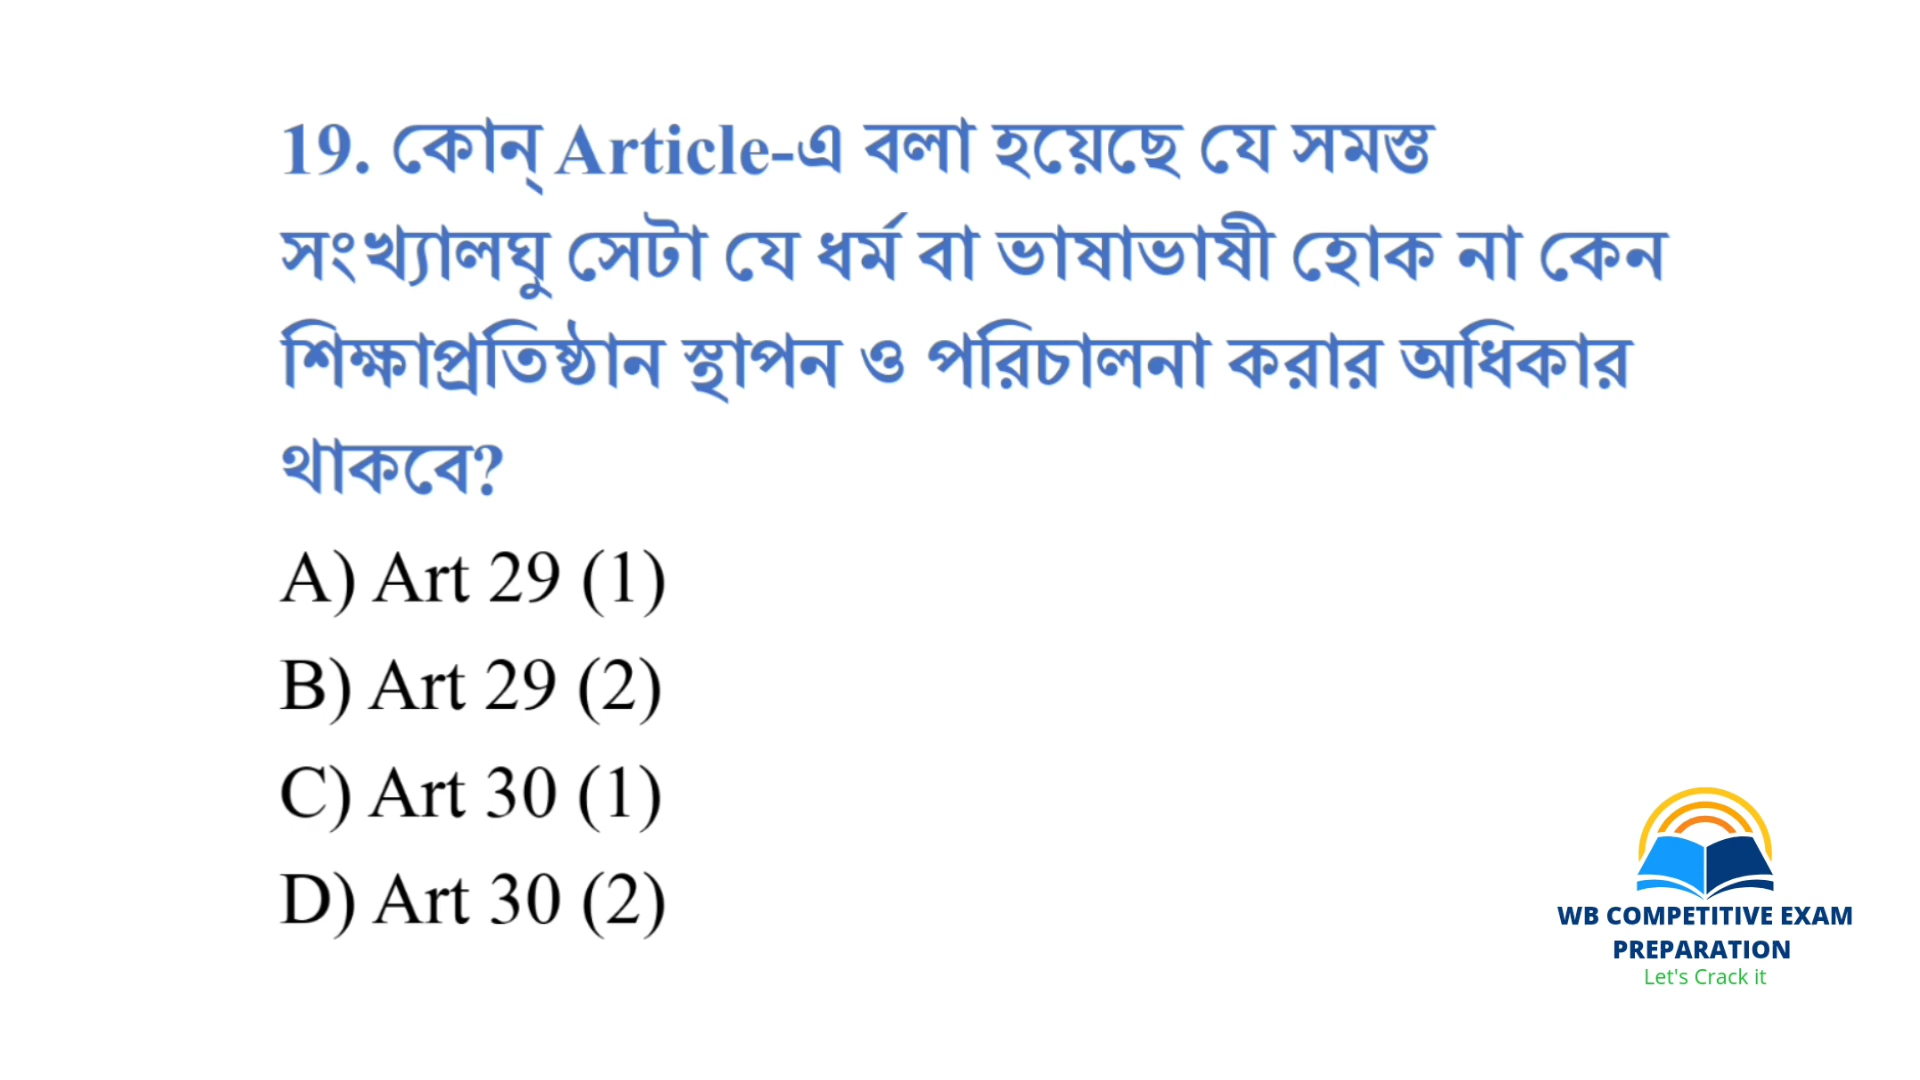 19. কোন্ Article-এ বলা হয়েছে যে সমস্ত
সংখ্যালঘু সেটা যে ধর্ম বা ভাষাভাষী হোক না কেন
শিক্ষাপ্রতিষ্ঠান স্থাপন ও পরিচালনা করার অধিকার
থাকবে?
A) Art 29 (1)
B) Art 29 (2)
C) Art 30 (1)
D) Art 30 (2)
WB COMPETITIVE EXAM
PREPARATION
Let's Crack it